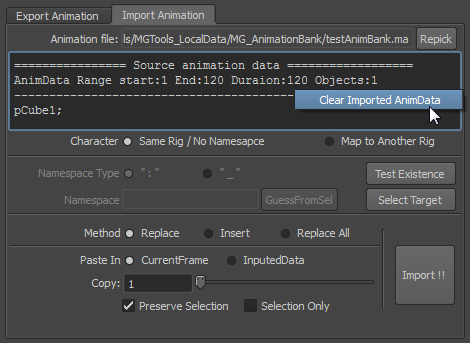 Export Animation Import Animation
Animation file: ls/MGTools_LocalData/MG_AnimationBank/testAnimBank.ma Repick
================ Source animation data ==================
AnimData Range start:1 End:120 Duraion:120 Objects:1
Clear Imported AnimData
pCube1;
Character Same Rig / No Namesapce Map to Another Rig
Namespace Type ":" "_" Test Existence
Namespace GuessFromSel Select Target
Method Replace Insert Replace All
Paste In CurrentFrame InputedData
Copy: 1 Import !!
Preserve Selection Selection Only